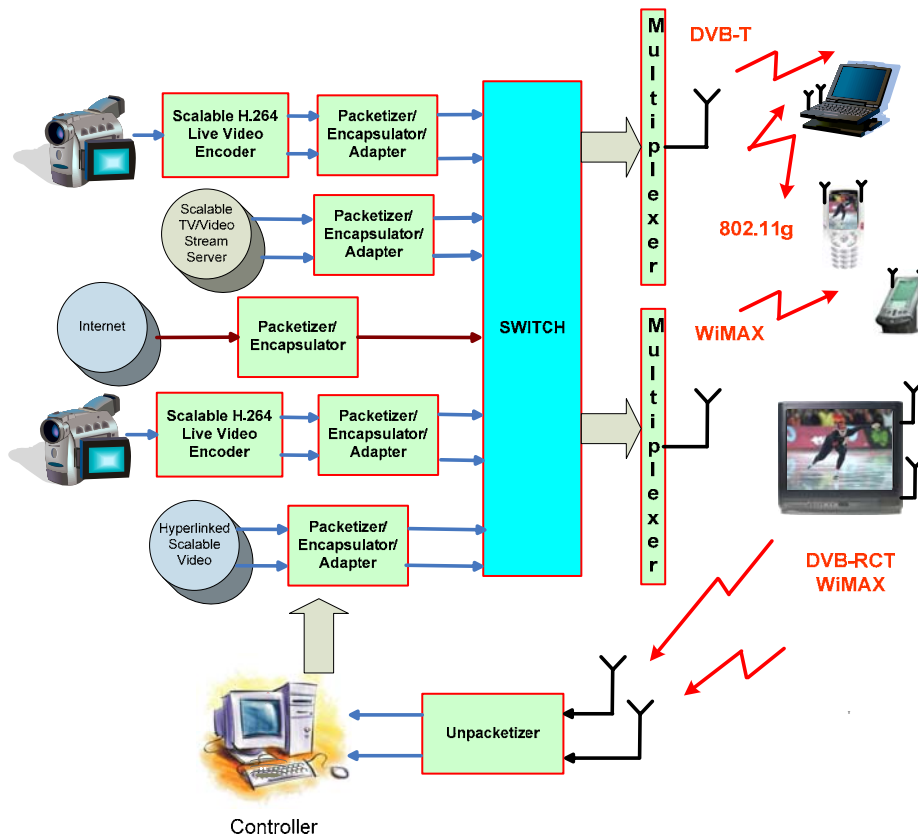 DVB-T
Multiplexer
Scalable H.264
Live Video
Encoder
Packetizer/
Encapsulator/
Adapter
Scalable
TV/Video
Stream
Server
Packetizer/
Encapsulator/
Adapter
802.11g
Internet
Packetizer/
Encapsulator
SWITCH
WiMAX
Multiplexer
Scalable H.264
Live Video
Encoder
Packetizer/
Encapsulator/
Adapter
Hyperlinked
Scalable
Video
Packetizer/
Encapsulator/
Adapter
DVB-RCT
WiMAX
Unpacketizer
Controller